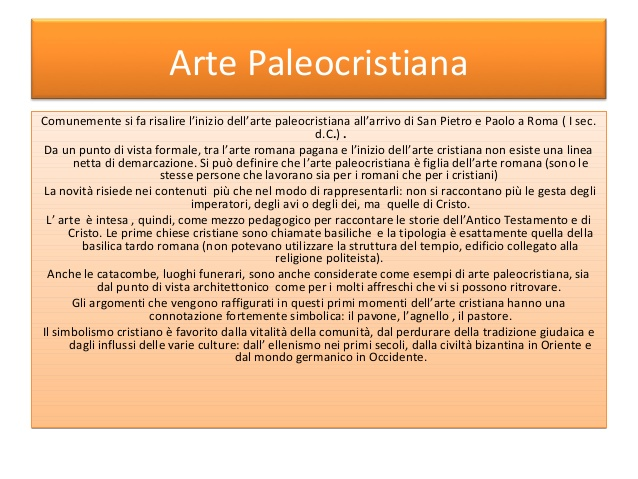 Arte Paleocristiana
Comunemente si fa risalire l'inizio dell'arte paleocristiana all'arrivo di San Pietro e Paolo a Roma ( I sec.
d.C.) .
Da un punto di vista formale, tra l'arte romana pagana e l'inizio dell'arte cristiana non esiste una linea
netta di demarcazione. Si può definire che l'arte paleocristiana è figlia dell'arte romana (sono le
stesse persone che lavorano sia per i romani che per i cristiani)
La novità risiede nei contenuti più che nel modo di rappresentarli: non si raccontano più le gesta degli
imperatori, degli avi o degli dei, ma quelle di Cristo.
L' arte è intesa , quindi, come mezzo pedagogico per raccontare le storie dell'Antico Testamento e di
Cristo. Le prime chiese cristiane sono chiamate basiliche e la tipologia è esattamente quella della
basilica tardo romana (non potevano utilizzare la struttura del tempio, edificio collegato alla
religione politeista).
Anche le catacombe, luoghi funerari, sono anche considerate come esempi di arte paleocristiana, sia
dal punto di vista architettonico come per i molti affreschi che vi si possono ritrovare.
Gli argomenti che vengono raffigurati in questi primi momenti dell'arte cristiana hanno una
connotazione fortemente simbolica: il pavone, l'agnello , il pastore.
Il simbolismo cristiano è favorito dalla vitalità della comunità, dal perdurare della tradizione giudaica e
dagli influssi delle varie culture: dall' ellenismo nei primi secoli, dalla civiltà bizantina in Oriente e
dal mondo germanico in Occidente.